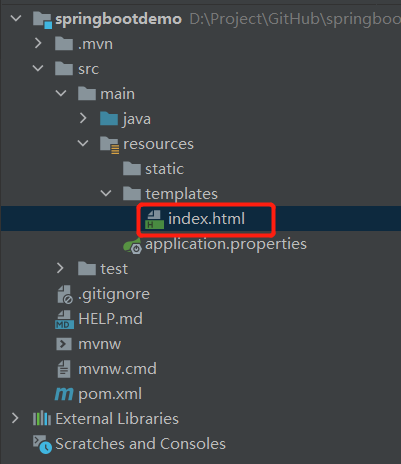 springbootdemo D:\Project\GitHub\springboo
.mvn
src
main
java
resources
static
templates
index.html
application.properties
test
.gitignore
HELP.md
mvnw
mvnw.cmd
pom.xml
External Libraries
Scratches and Consoles